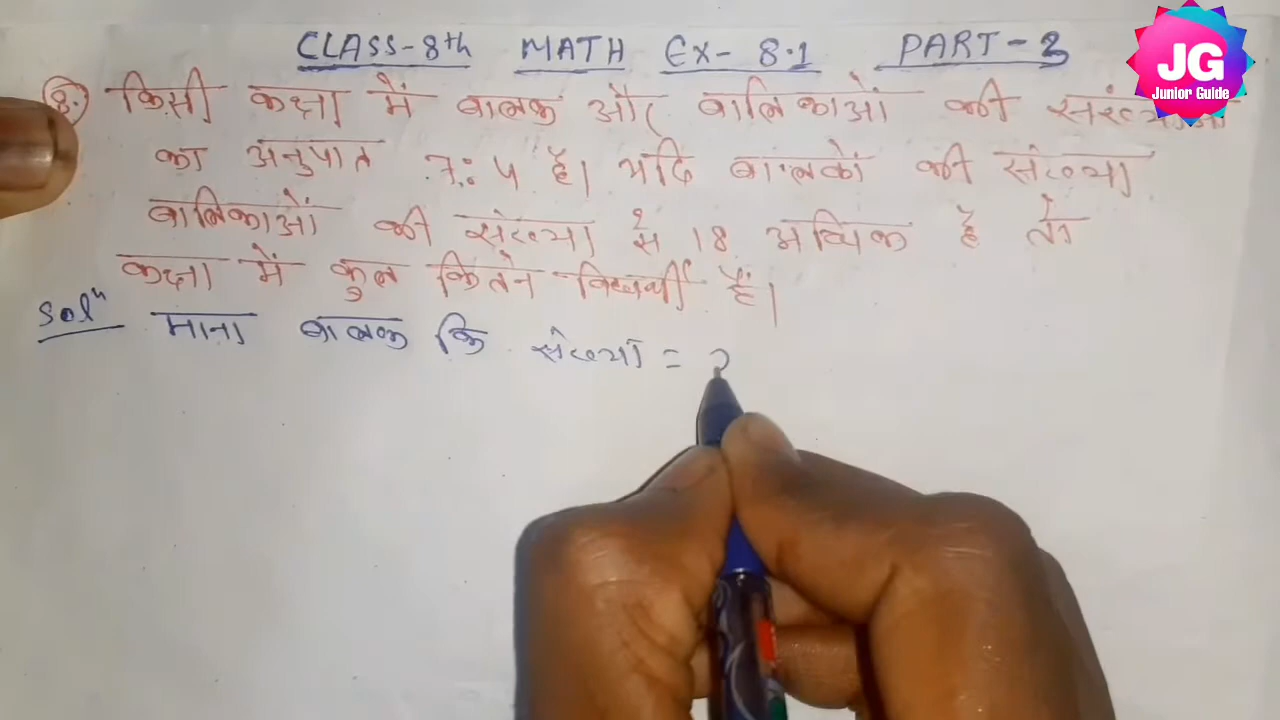 CLASS-8th MATH EX-8.1 PART-3
JG
Junior Guide
8. किसी कक्षा में बालक और बालिकाओं की
का अनुपात 7:5 है। यदि बालकों की संख्या
बालिकाओं की संख्या से 18 अधिक है तो
कक्षा में कुल कितने विद्यार्थी हैं।
Solⁿ माना बालक कि संख्या =